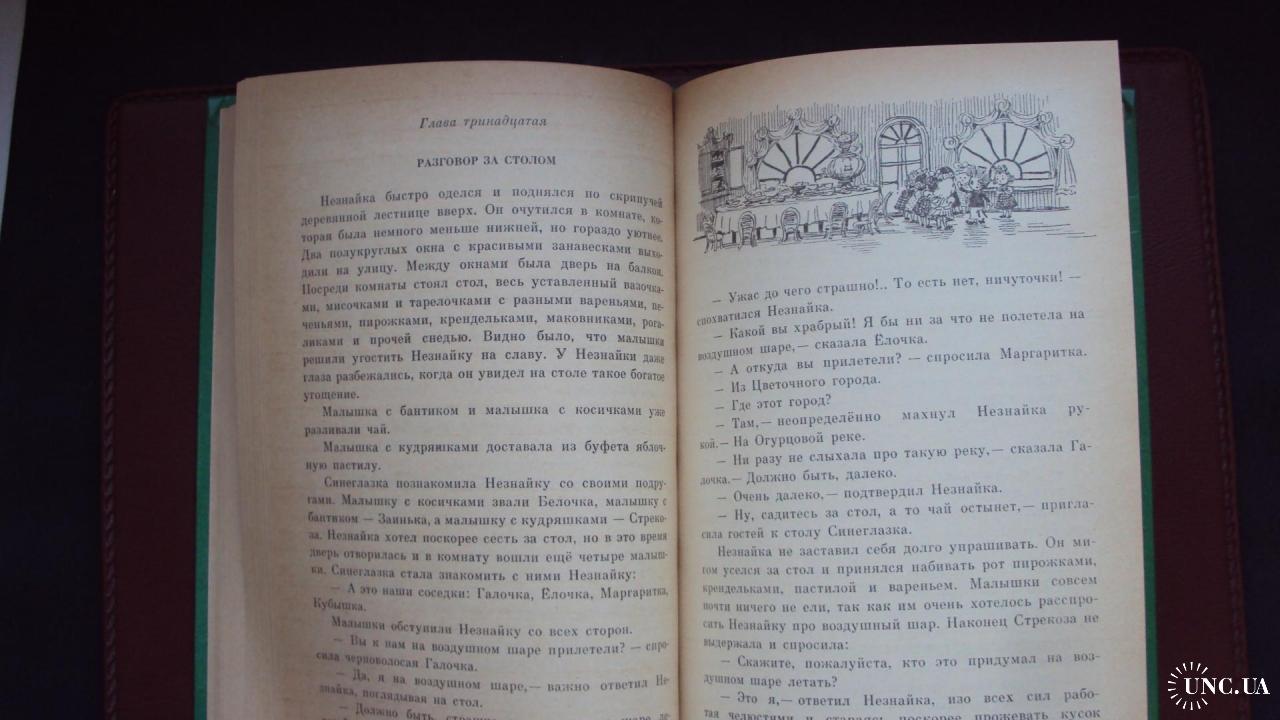 Глава тринадцатая
РАЗГОВОР ЗА СТОЛОМ
Незнайка быстро оделся и поднялся по скрипучей
деревянной лестнице вверх. Он очутился в комнате, ко-
торая была немного меньше нижней, но гораздо уютнее.
Два полукруглых окна с красивыми занавесками выхо-
дили на улицу. Между окнами была дверь на балкон.
Посреди комнаты стоял стол, весь уставленный вазочка-
ми, мисочками и тарелочками с разными вареньями, пе-
ченьями, пирожками, крендельками, маковниками, рога-
ликами и прочей снедью. Видно было, что малышки
решили угостить Незнайку на славу. У Незнайки даже
глаза разбежались, когда он увидел на столе такое богатое
угощение.
Малышка с бантиком и малышка с косичками уже
разливали чай.
Малышка с кудряшками доставала из буфета яблоч-
ную пастилу.
Синеглазка познакомила Незнайку со своими подру-
гами. Малышку с косичками звали Белочка, малышку с
бантиком — Заинька, а малышку с кудряшками — Стреко-
за. Незнайка хотел поскорее сесть за стол, но в это время
дверь отворилась и в комнату вошли ещё четыре малыш-
ки. Синеглазка стала знакомить с ними Незнайку:
— А это наши соседки: Галочка, Ёлочка, Маргаритка,
Кубышка.
Малышки обступили Незнайку со всех сторон.
— Вы к нам на воздушном шаре прилетели? — спро-
сила черноволосая Галочка.
— Да, я на воздушном шаре,— важно ответил Не-
знайка, поглядывая на стол.
— Должно быть,
— Ужас до чего страшно!.. То есть нет, ничуточки! —
спохватился Незнайка.
— Какой вы храбрый! Я бы ни за что не полетела на
воздушном шаре,— сказала Ёлочка.
— А откуда вы прилетели? — спросила Маргаритка.
— Из Цветочного города.
— Где этот город?
— Там,— неопределённо махнул Незнайка ру-
кой.— На Огурцовой реке.
— Ни разу не слыхала про такую реку,— сказала Га-
лочка.— Должно быть, далеко.
— Очень далеко,— подтвердил Незнайка.
— Ну, садитесь за стол, а то чай остынет,— пригла-
сила гостей к столу Синеглазка.
Незнайка не заставил себя долго упрашивать. Он ми-
гом уселся за стол и принялся набивать рот пирожками,
крендельками, пастилой и вареньем. Малышки совсем
почти ничего не ели, так как им очень хотелось расспро-
сить Незнайку про воздушный шар. Наконец Стрекоза не
выдержала и спросила:
— Скажите, пожалуйста, кто это придумал на воз-
душном шаре летать?
— Это я,— ответил Незнайка, изо всех сил рабо-
тая челюстями и стараясь поскорее прожевать кусок
UNC.UA